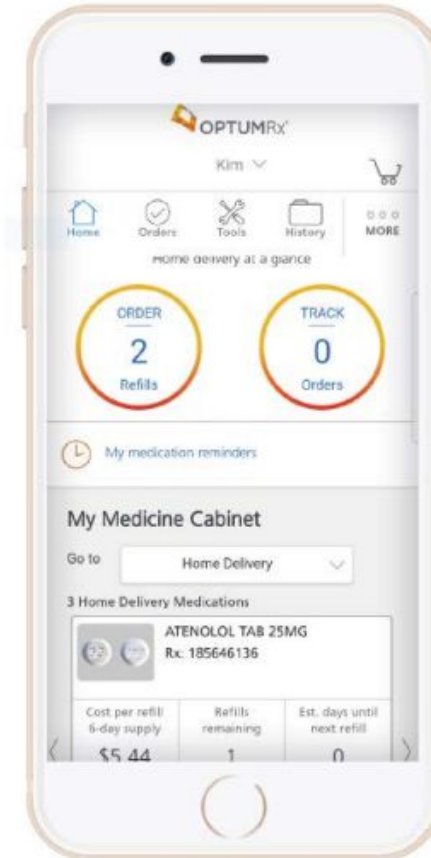 OPTUMRx®
Kim
Home Orders Tools History MORE
Home delivery at a glance
ORDER
2
Refills
TRACK
0
Orders
My medication reminders
My Medicine Cabinet
Go to Home Delivery
3 Home Delivery Medications
ATENOLOL TAB 25MG
Rx: 185646136
Cost per refill
6-day supply
$5.44
Refills
remaining
1
Est. days until
next refill
0